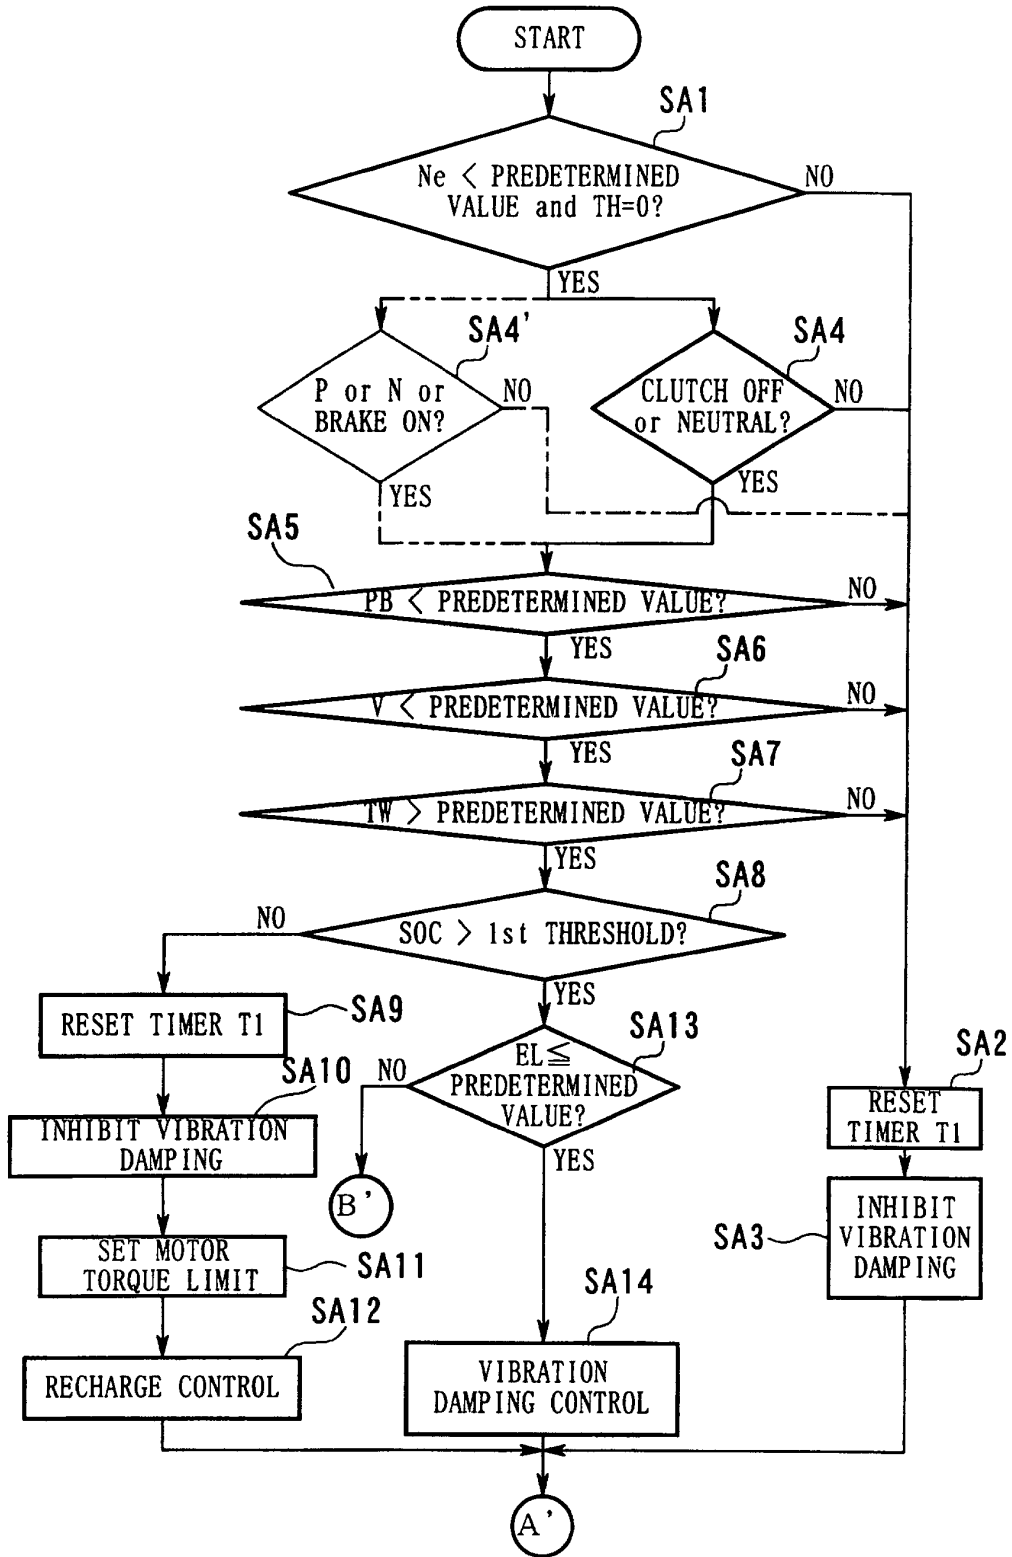 START
SA1
Ne < PREDETERMINED
VALUE and TH=0?
NO
YES
SA4'
P or N or
BRAKE ON?
NO
YES
SA4
CLUTCH OFF
or NEUTRAL?
NO
YES
SA5
PB < PREDETERMINED VALUE?
NO
YES
SA6
V < PREDETERMINED VALUE?
NO
YES
SA7
TW > PREDETERMINED VALUE?
NO
YES
SA8
SOC > 1st THRESHOLD?
NO
YES
RESET TIMER T1
SA9
SA10
INHIBIT VIBRATION
DAMPING
SET MOTOR
TORQUE LIMIT
SA11
SA12
RECHARGE CONTROL
SA13
EL≦
PREDETERMINED
VALUE?
NO
YES
B'
SA14
VIBRATION
DAMPING CONTROL
SA2
RESET
TIMER T1
SA3
INHIBIT
VIBRATION
DAMPING
A'